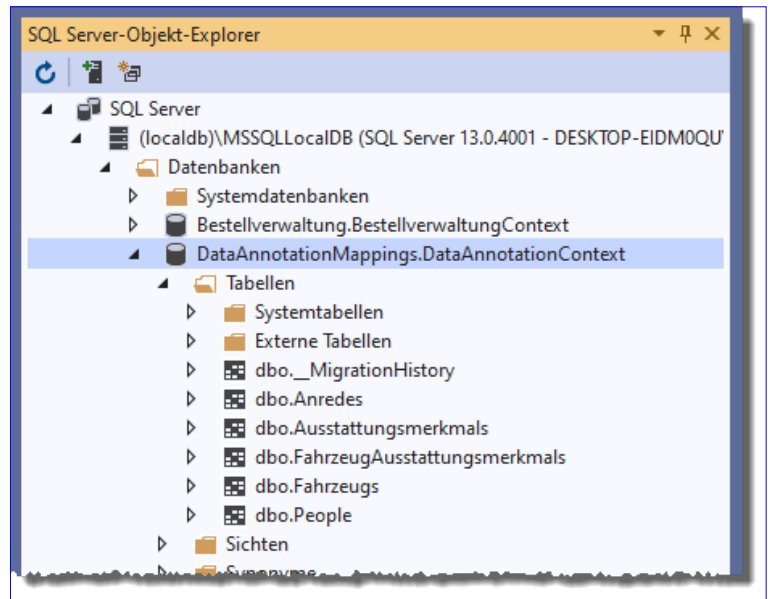 SQL Server-Objekt-Explorer
SQL Server
(localdb)\MSSQLLocalDB (SQL Server 13.0.4001 - DESKTOP-EIDM0QU
Datenbanken
Systemdatenbanken
Bestellverwaltung.BestellverwaltungContext
DataAnnotationMappings.DataAnnotationContext
Tabellen
Systemtabellen
Externe Tabellen
dbo.__MigrationHistory
dbo.Anredes
dbo.Ausstattungsmerkmals
dbo.FahrzeugAusstattungsmerkmals
dbo.Fahrzeugs
dbo.People
Sichten
Synonyme